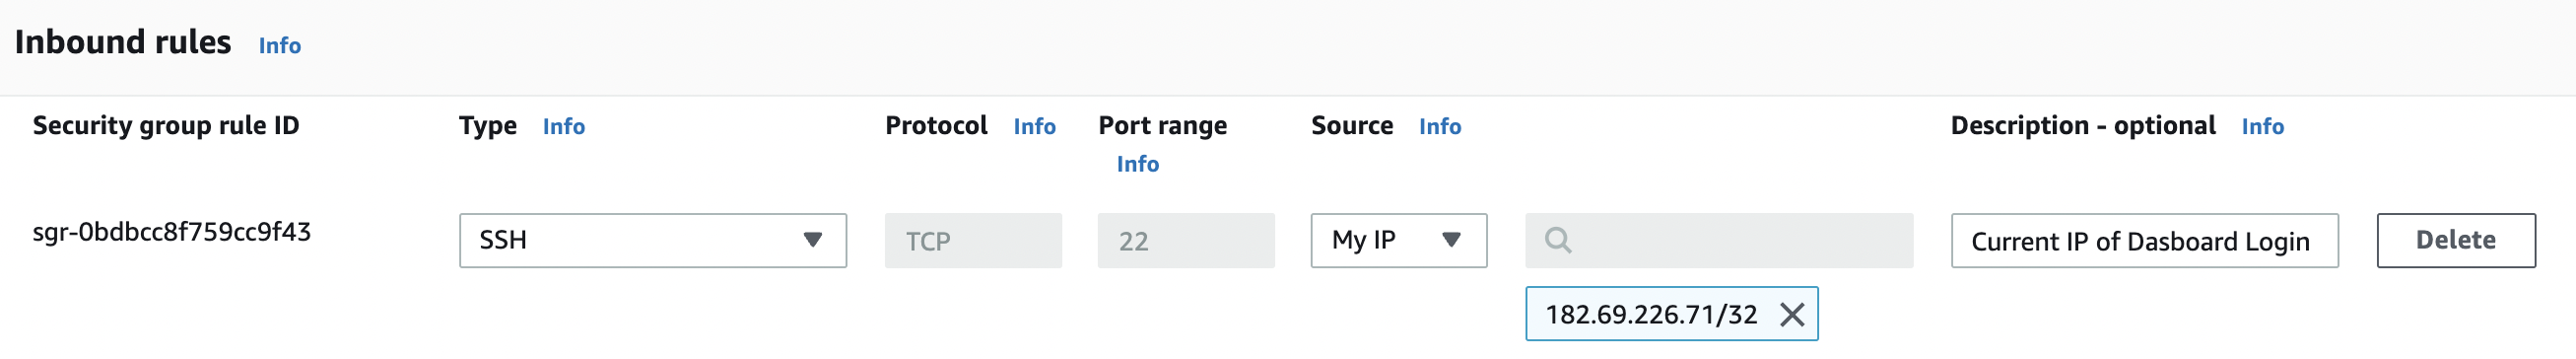 Inbound rules Info
Security group rule ID Type Info Protocol Info Port range Source Info Description - optional Info
Info
sgr-0bdbcc8f759cc9f43 SSH TCP 22 My IP Current IP of Dasboard Login Delete
182.69.226.71/32